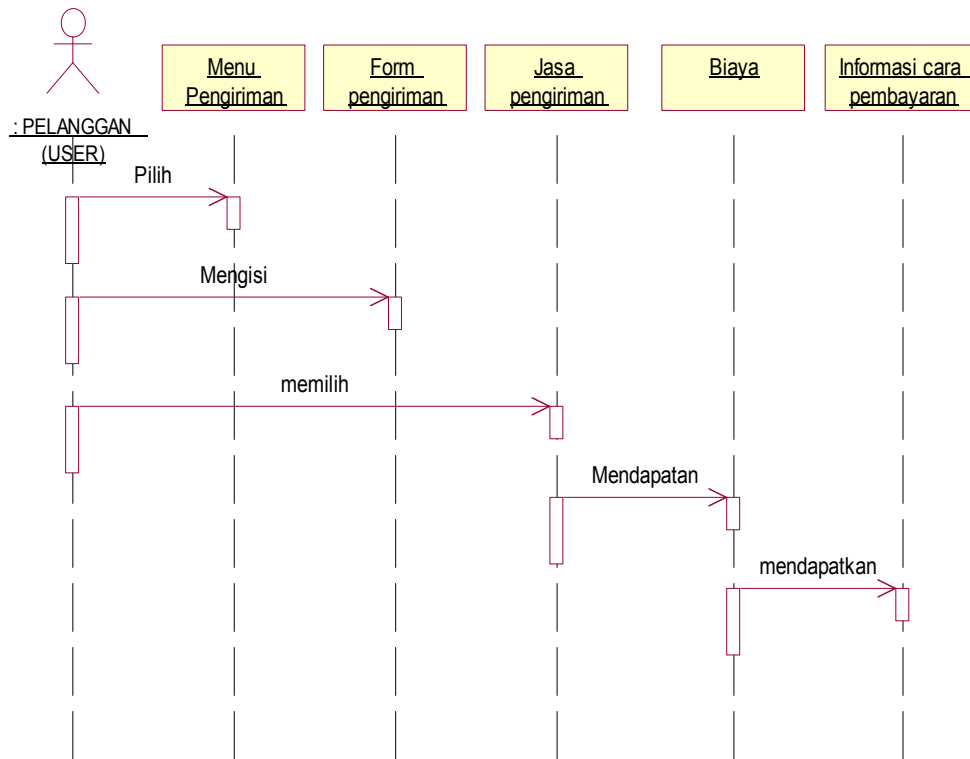 : PELANGGAN
(USER)
Menu
Pengiriman
Form
pengiriman
Jasa
pengiriman
Biaya
Informasi cara
pembayaran
Pilih
Mengisi
memilih
Mendapatan
mendapatkan